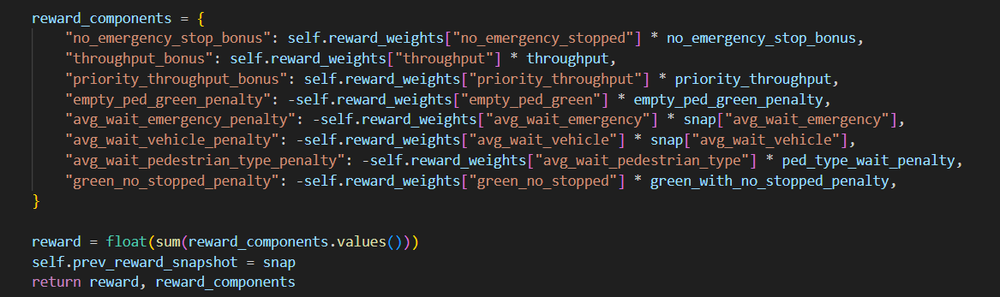 reward_components = {
    "no_emergency_stop_bonus": self.reward_weights["no_emergency_stopped"] * no_emergency_stop_bonus,
    "throughput_bonus": self.reward_weights["throughput"] * throughput,
    "priority_throughput_bonus": self.reward_weights["priority_throughput"] * priority_throughput,
    "empty_ped_green_penalty": -self.reward_weights["empty_ped_green"] * empty_ped_green_penalty,
    "avg_wait_emergency_penalty": -self.reward_weights["avg_wait_emergency"] * snap["avg_wait_emergency"],
    "avg_wait_vehicle_penalty": -self.reward_weights["avg_wait_vehicle"] * snap["avg_wait_vehicle"],
    "avg_wait_pedestrian_type_penalty": -self.reward_weights["avg_wait_pedestrian_type"] * ped_type_wait_penalty,
    "green_no_stopped_penalty": -self.reward_weights["green_no_stopped"] * green_with_no_stopped_penalty,
}
reward = float(sum(reward_components.values()))
self.prev_reward_snapshot = snap
return reward, reward_components